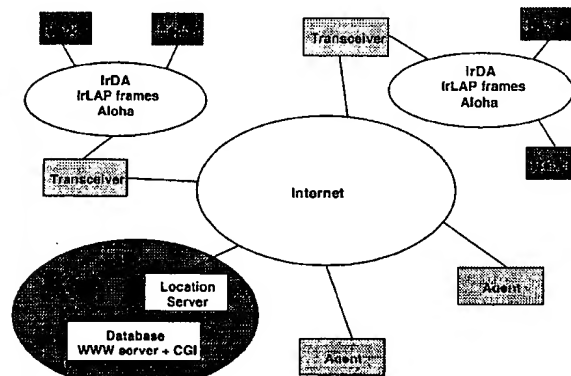 Transceiver
IrDA
IrLAP frames
Aloha
IrDA
IrLAP frames
Aloha
Transceiver
Internet
Location
Server
Agent
Database
WWW server + CGI
Agent